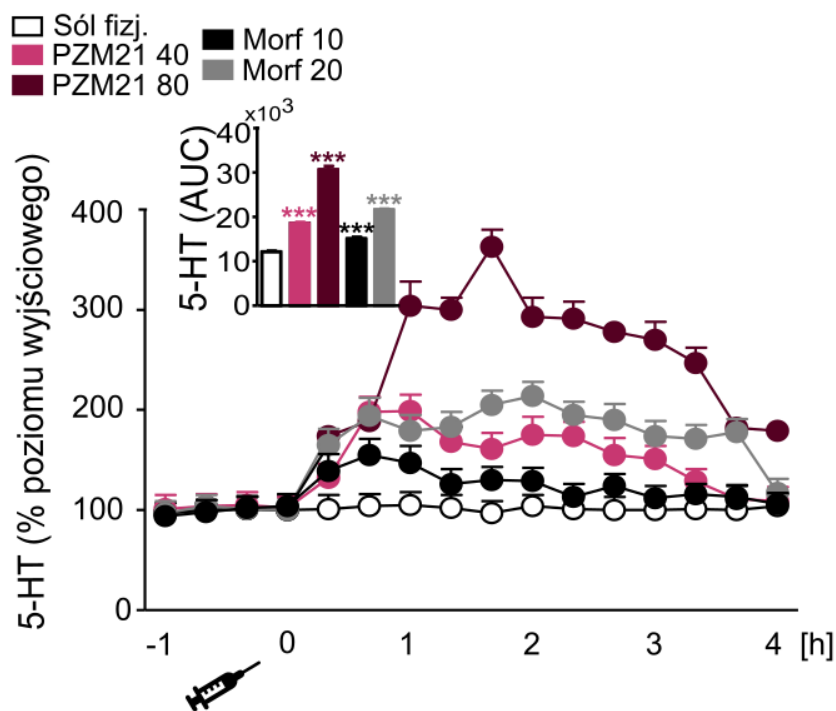 Sól fizj.
PZM21 40
PZM21 80
Morf 10
Morf 20
x10³
5-HT (AUC)
40
30
20
10
0
*** *** *** ***
5-HT (% poziomu wyjściowego)
400
300
200
100
0
-1 0 1 2 3 4 [h]